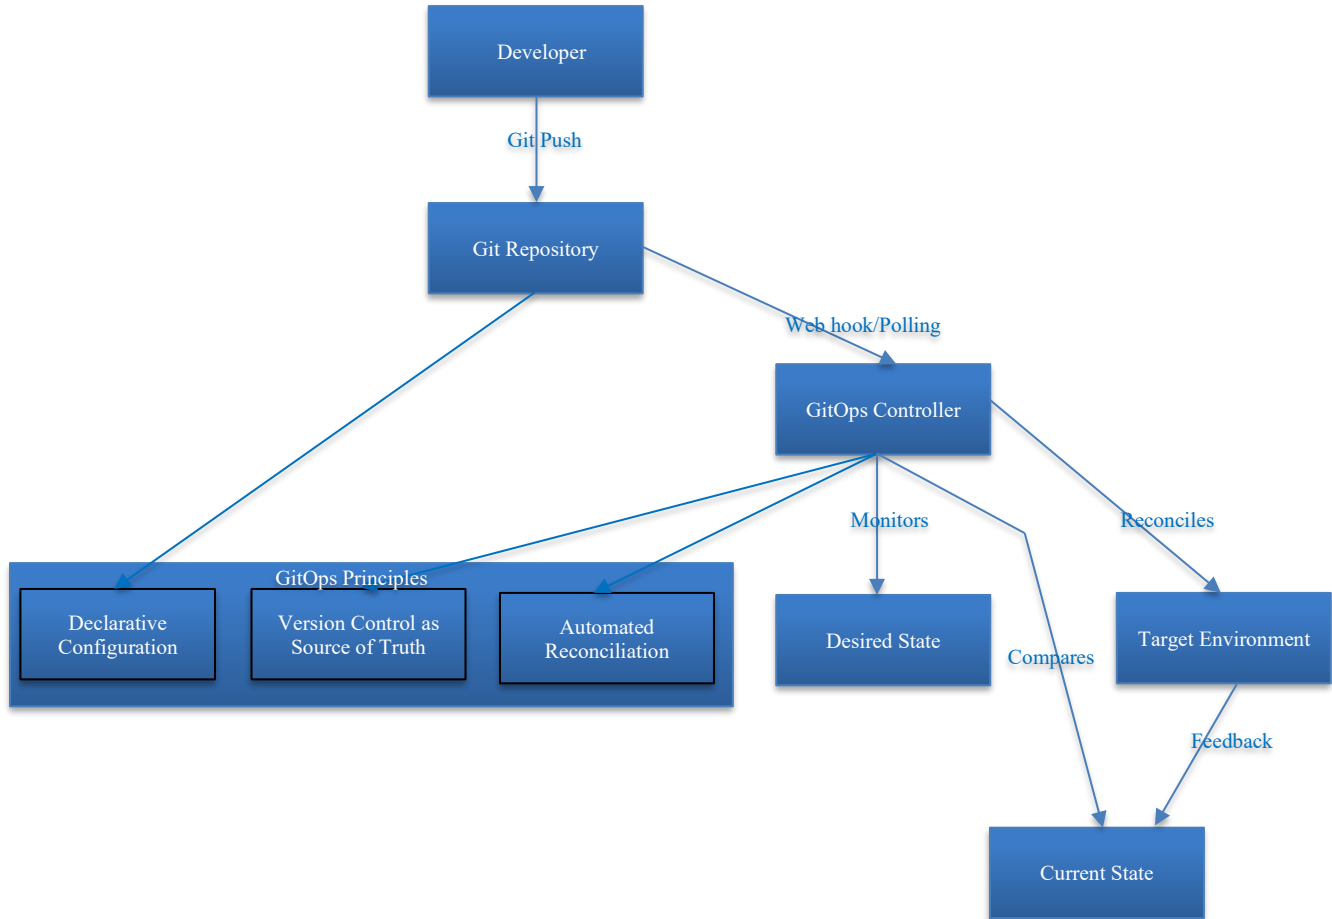 Developer
Git Push
Git Repository
Web hook/Polling
GitOps Controller
Monitors
Reconciles
GitOps Principles
Declarative
Configuration
Version Control as
Source of Truth
Automated
Reconciliation
Desired State
Compares
Target Environment
Feedback
Current State